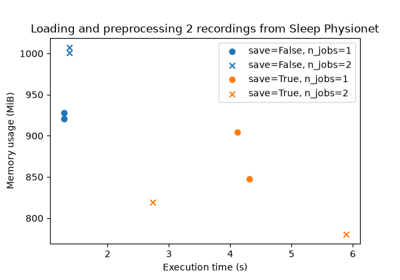 Loading and preprocessing 2 recordings from Sleep Physionet
1000
950
900
850
800
Memory usage (MiB)
save=False, n_jobs=1
save=False, n_jobs=2
save=True, n_jobs=1
save=True, n_jobs=2
2 3 4 5 6
Execution time (s)